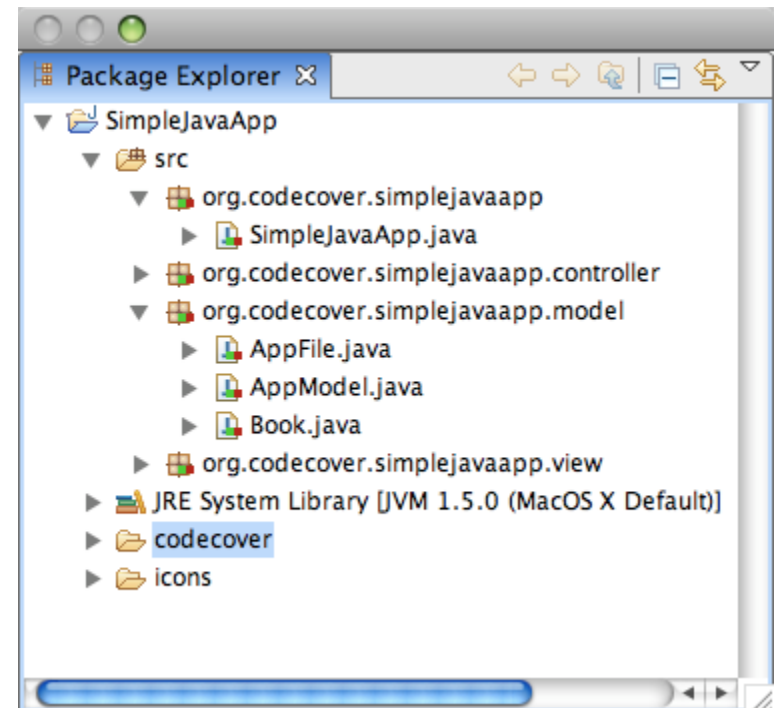 Package Explorer
SimpleJavaApp
src
org.codecover.simplejavaapp
SimpleJavaApp.java
org.codecover.simplejavaapp.controller
org.codecover.simplejavaapp.model
AppFile.java
AppModel.java
Book.java
org.codecover.simplejavaapp.view
JRE System Library [JVM 1.5.0 (MacOS X Default)]
codecover
icons